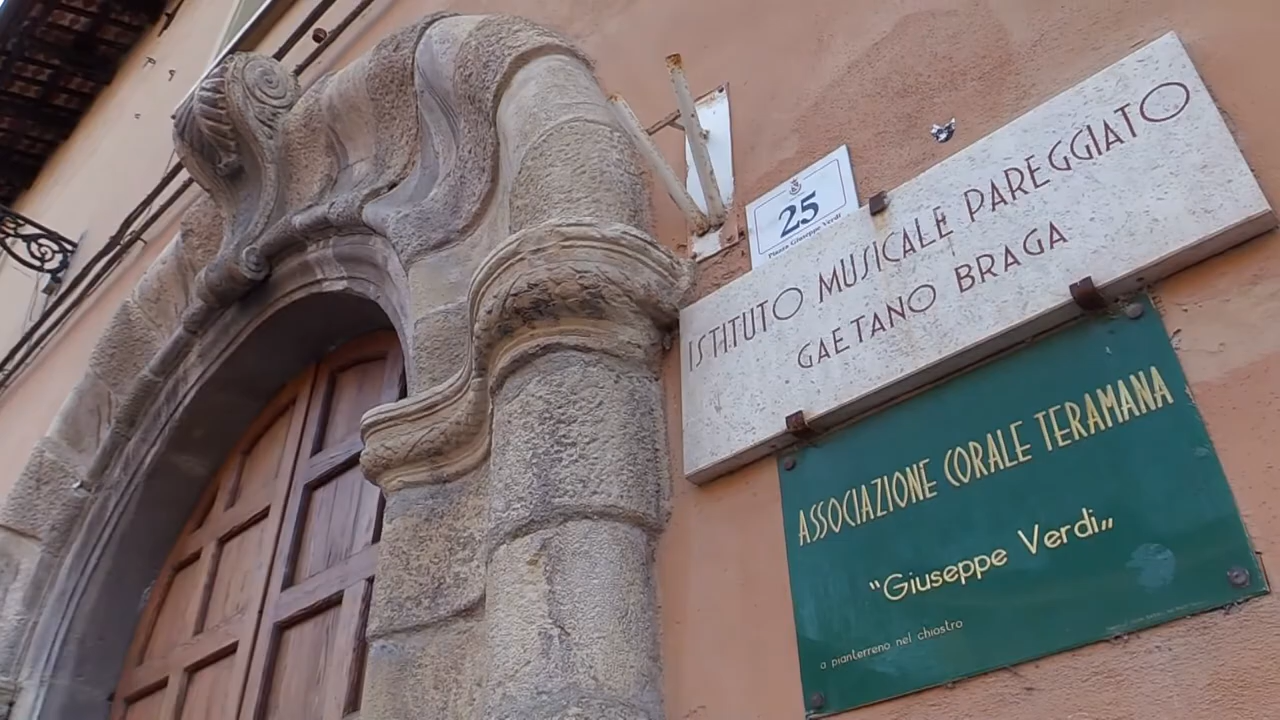 25
Piazza Giuseppe Verdi
ISTITUTO MUSICALE PAREGGIATO
GAETANO BRAGA
ASSOCIAZIONE CORALE TERAMANA
“Giuseppe Verdi„
a pianterreno nel chiostro